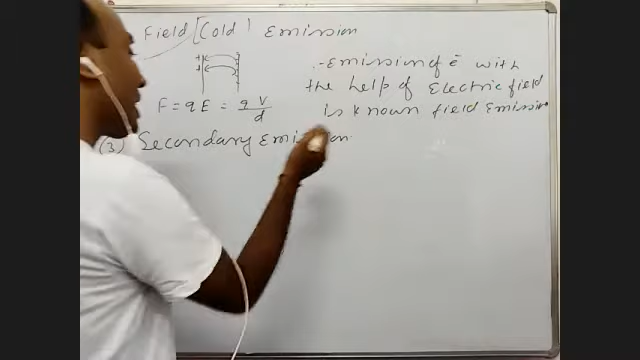 Field [Cold] Emission
:- Emission of e⁻ with
the help of Electric field
is known field Emission
F = qE = q V/d
(3) Secondary Emission